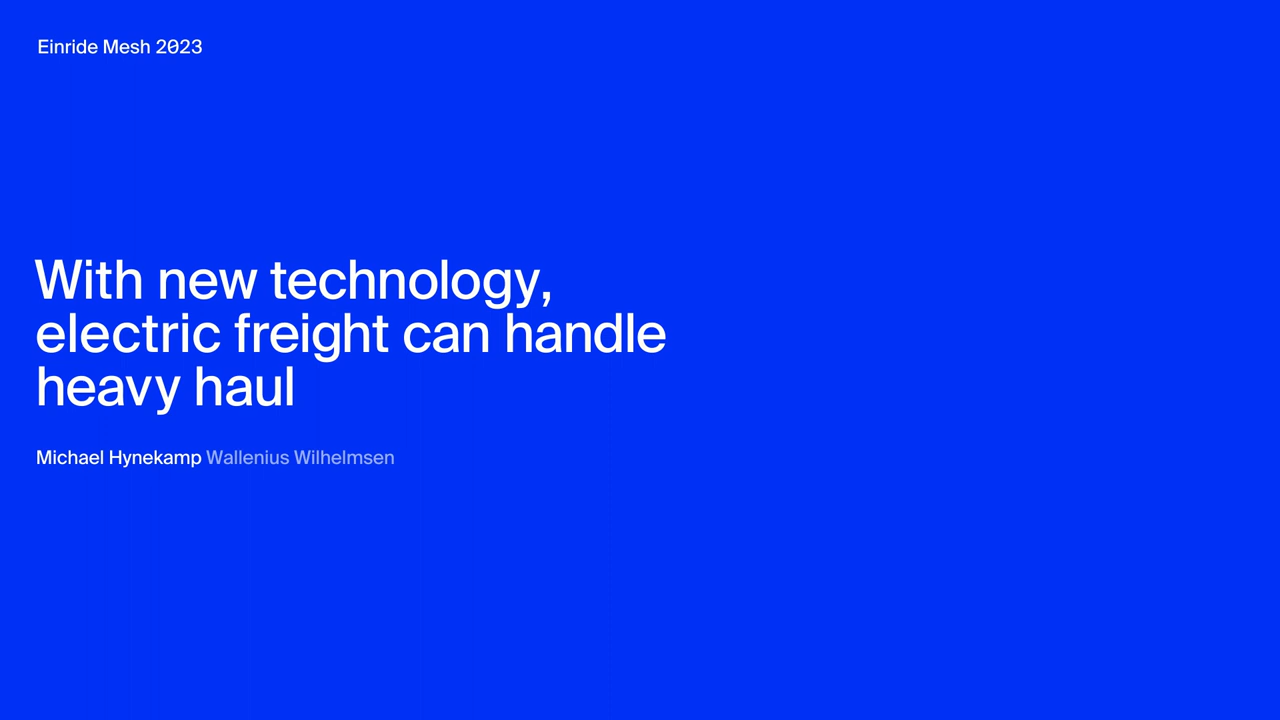 Einride Mesh 2023
With new technology,
electric freight can handle
heavy haul
Michael Hynekamp Wallenius Wilhelmsen